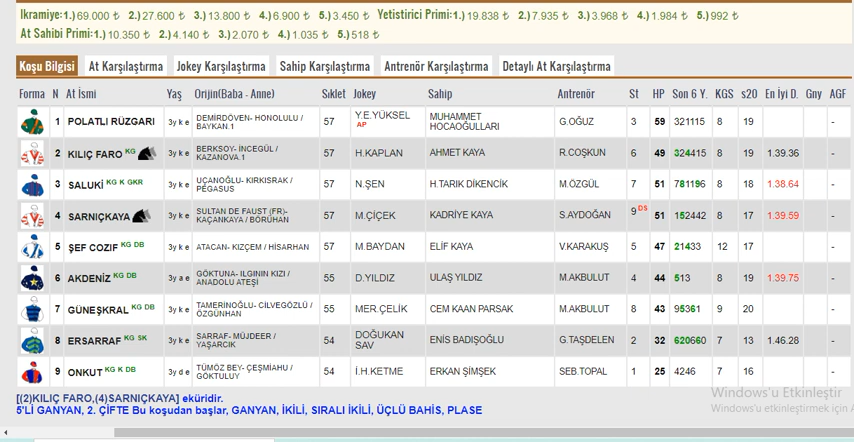 İkramiye:1.) 69.000 ₺ 2.) 27.600 ₺ 3.) 13.800 ₺ 4.) 6.900 ₺ 5.) 3.450 ₺ Yetistirici Primi:1.) 19.838 ₺ 2.) 7.935 ₺ 3.) 3.968 ₺ 4.) 1.984 ₺ 5.) 992 ₺
At Sahibi Primi:1.) 10.350 ₺ 2.) 4.140 ₺ 3.) 2.070 ₺ 4.) 1.035 ₺ 5.) 518 ₺
Koşu Bilgisi At Karşılaştırma Jokey Karşılaştırma Sahip Karşılaştırma Antrenör Karşılaştırma Detaylı At Karşılaştırma
Forma N At İsmi Yaş Orijin(Baba - Anne) Sıklet Jokey Sahip Antrenör St HP Son 6 Y. KGS s20 En İyi D. Gny AGF
1 POLATLI RÜZGARI 3y k e DEMİRDÖVEN- HONOLULU / BAYKAN.1 57 Y.E.YÜKSEL AP MUHAMMET HOCAOĞULLARI G.OĞUZ 3 59 321115 8 19 -
2 KILIÇ FARO KG 3y k e BERKSOY- İNCEGÜL / KAZANOVA.1 57 H.KAPLAN AHMET KAYA R.COŞKUN 6 49 324415 8 19 1.39.36 -
3 SALUKİ KG K GKR 3y k e UÇANOĞLU- KIRKISRAK / PEGASUS 57 N.ŞEN H.TARIK DİKENCİK M.ÖZGÜL 7 51 781196 8 18 1.38.64 -
4 SARNIÇKAYA 3y k e SULTAN DE FAUST (FR)- KAÇANKAYA / BORUHAN 57 M.ÇİÇEK KADRİYE KAYA S.AYDOĞAN 9 DS 51 152442 8 17 1.39.59 -
5 ŞEF COZIF KG DB 3y k e ATACAN- KIZÇEM / HİSARHAN 57 M.BAYDAN ELİF KAYA V.KARAKUŞ 5 47 21433 12 17 -
6 AKDENİZ KG DB 3y a e GÖKTUNA- ILGININ KIZI / ANADOLU ATEŞİ 55 D.YILDIZ ULAŞ YILDIZ M.AKBULUT 4 44 513 8 19 1.39.75 -
7 GÜNEŞKRAL KG DB 3y k e TAMERİNOĞLU- CİLVEGÖZLÜ / ÖZGÜNHAN 55 MER.ÇELİK CEM KAAN PARSAK M.AKBULUT 8 43 95361 9 20 -
8 ERSARRAF KG SK 3y k e SARRAF- MÜJDEER / YAŞARCIK 54 DOĞUKAN SAV ENİS BADIŞOĞLU G.TAŞDELEN 2 32 620660 7 13 1.46.28 -
9 ONKUT KG K DB 3y d e TÜMÖZ BEY- ÇEŞMİAHU / GÖKTULUY 54 İ.H.KETME ERKAN ŞİMŞEK SEB.TOPAL 1 25 4246 7 16 -
[(2)KILIÇ FARO,(4)SARNIÇKAYA] eküridir.
5'Lİ GANYAN, 2. ÇİFTE Bu koşudan başlar, GANYAN, İKİLİ, SIRALI İKİLİ, ÜÇLÜ BAHİS, PLASE
Windows'u Etkinleştir
Windows'u etkinleştirmek için